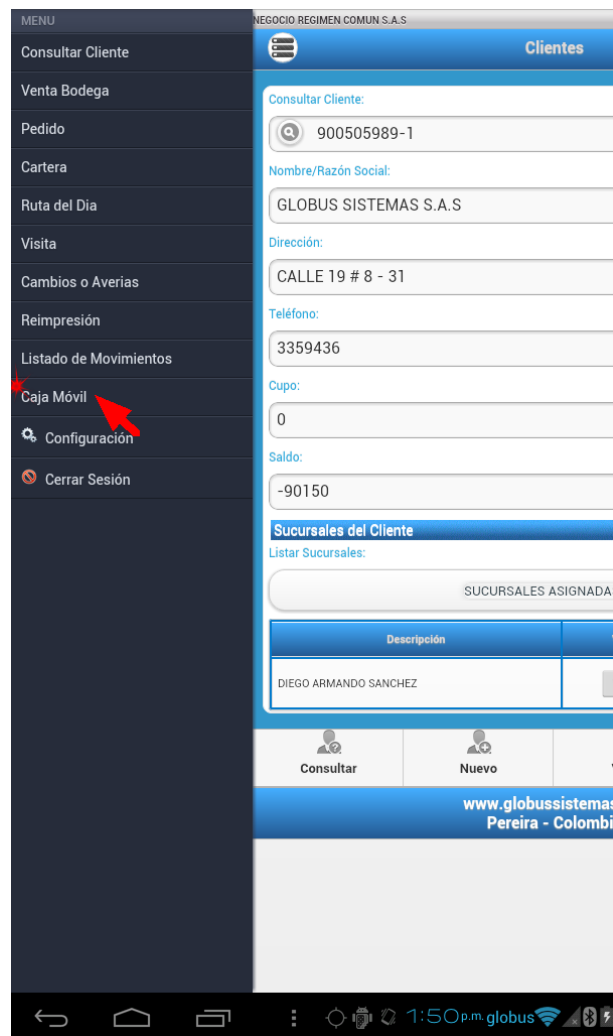 MENU
Consultar Cliente
Venta Bodega
Pedido
Cartera
Ruta del Dia
Visita
Cambios o Averias
Reimpresión
Listado de Movimientos
Caja Móvil
Configuración
Cerrar Sesión
NEGOCIO REGIMEN COMUN S.A.S
Clientes
Consultar Cliente:
900505989-1
Nombre/Razón Social:
GLOBUS SISTEMAS S.A.S
Dirección:
CALLE 19 # 8 - 31
Teléfono:
3359436
Cupo:
0
Saldo:
-90150
Sucursales del Cliente
Listar Sucursales:
SUCURSALES ASIGNADA
Descripción
DIEGO ARMANDO SANCHEZ
Consultar
Nuevo
www.globussistemas
Pereira - Colombi
1:50 p.m. globus